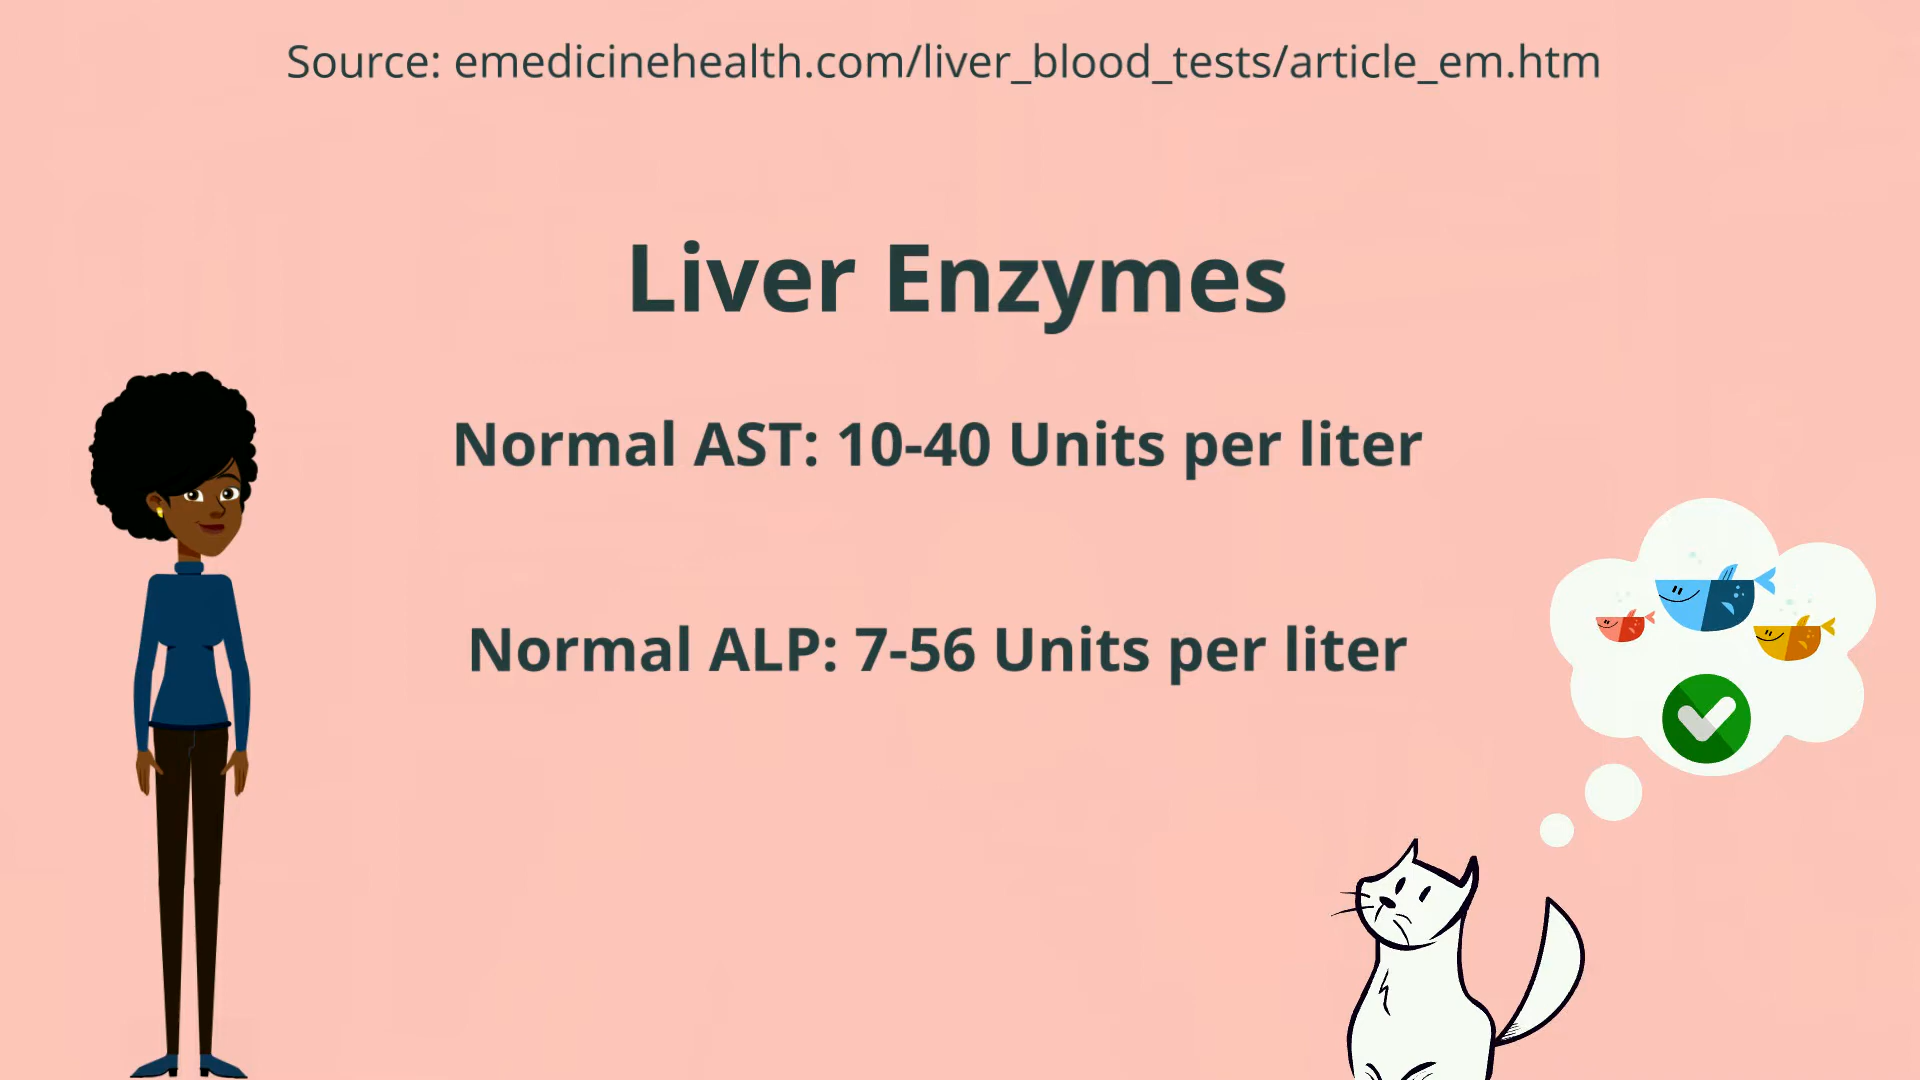 Source: emedicinehealth.com/liver_blood_tests/article_em.htm
Liver Enzymes
Normal AST: 10-40 Units per liter
Normal ALP: 7-56 Units per liter